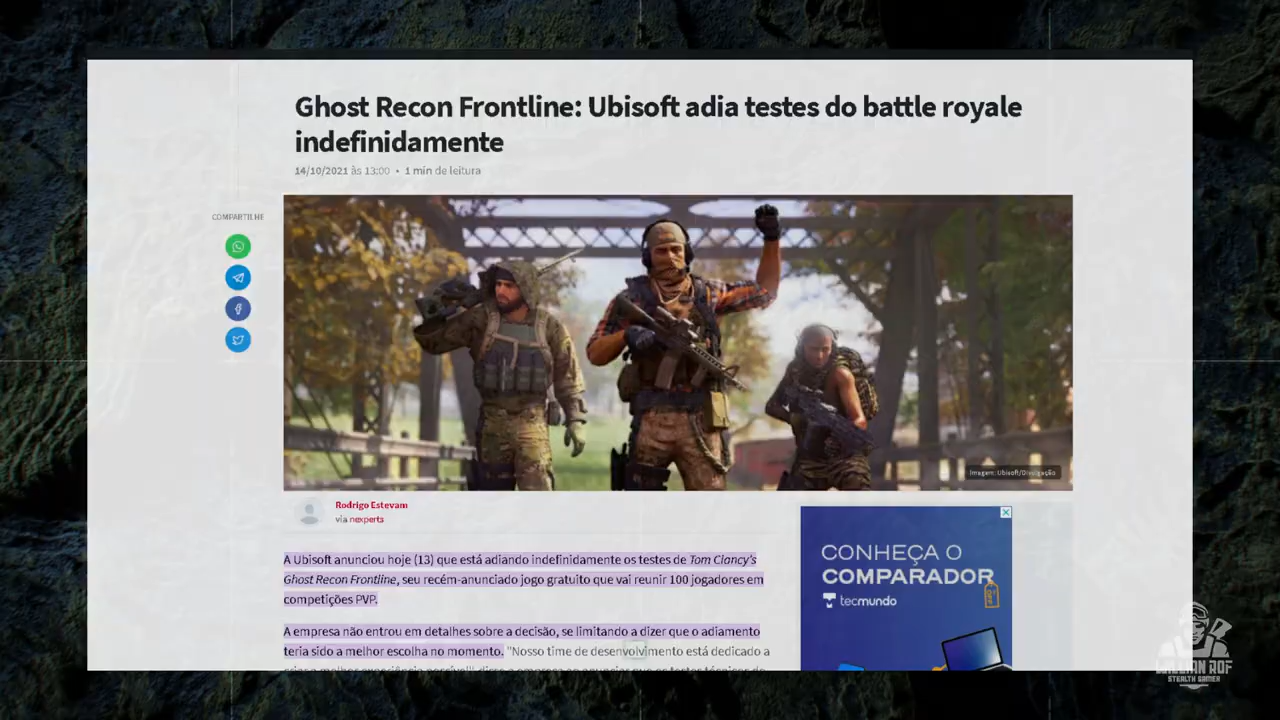 Ghost Recon Frontline: Ubisoft adia testes do battle royale
indefinidamente
14/10/2021 às 13:00 • 1 min de leitura
COMPARTILHE
Imagem: Ubisoft/Divulgação
Rodrigo Estevam
via nexperts
A Ubisoft anunciou hoje (13) que está adiando indefinidamente os testes de Tom Clancy's
Ghost Recon Frontline, seu recém-anunciado jogo gratuito que vai reunir 100 jogadores em
competições PVP.
A empresa não entrou em detalhes sobre a decisão, se limitando a dizer que o adiamento
teria sido a melhor escolha no momento. "Nosso time de desenvolvimento está dedicado a
CONHEÇA O
COMPARADOR
tecmundo
WILLIAN ROF
STEALTH GAMER